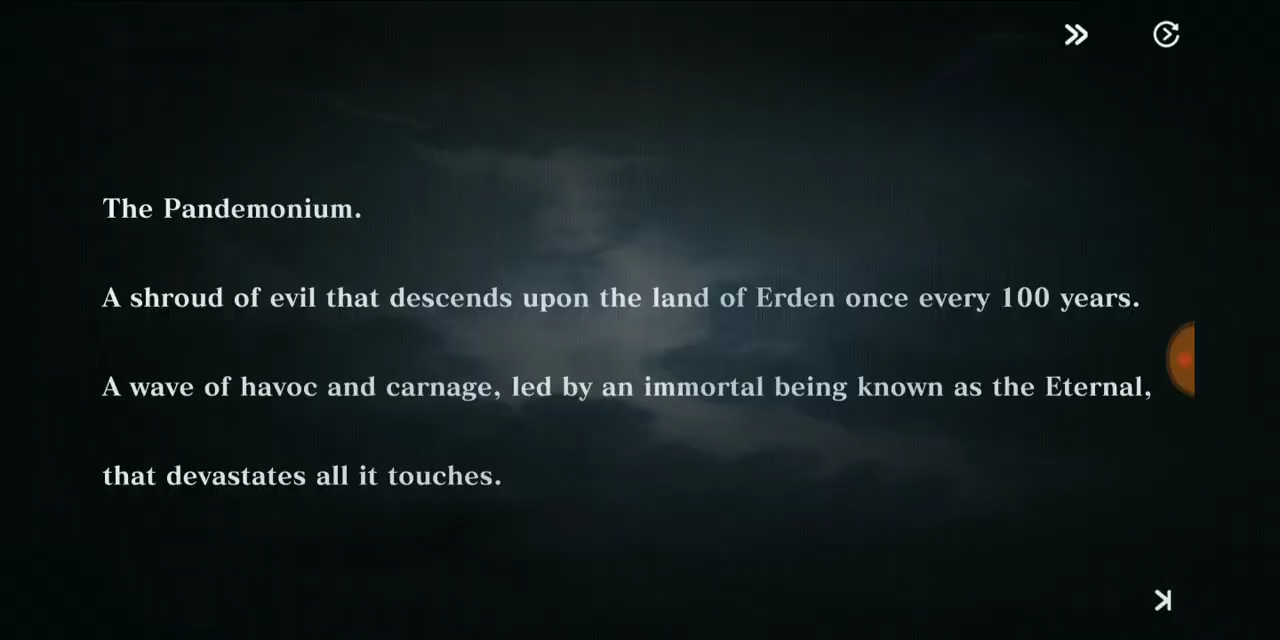 The Pandemonium.
A shroud of evil that descends upon the land of Erden once every 100 years.
A wave of havoc and carnage, led by an immortal being known as the Eternal,
that devastates all it touches.